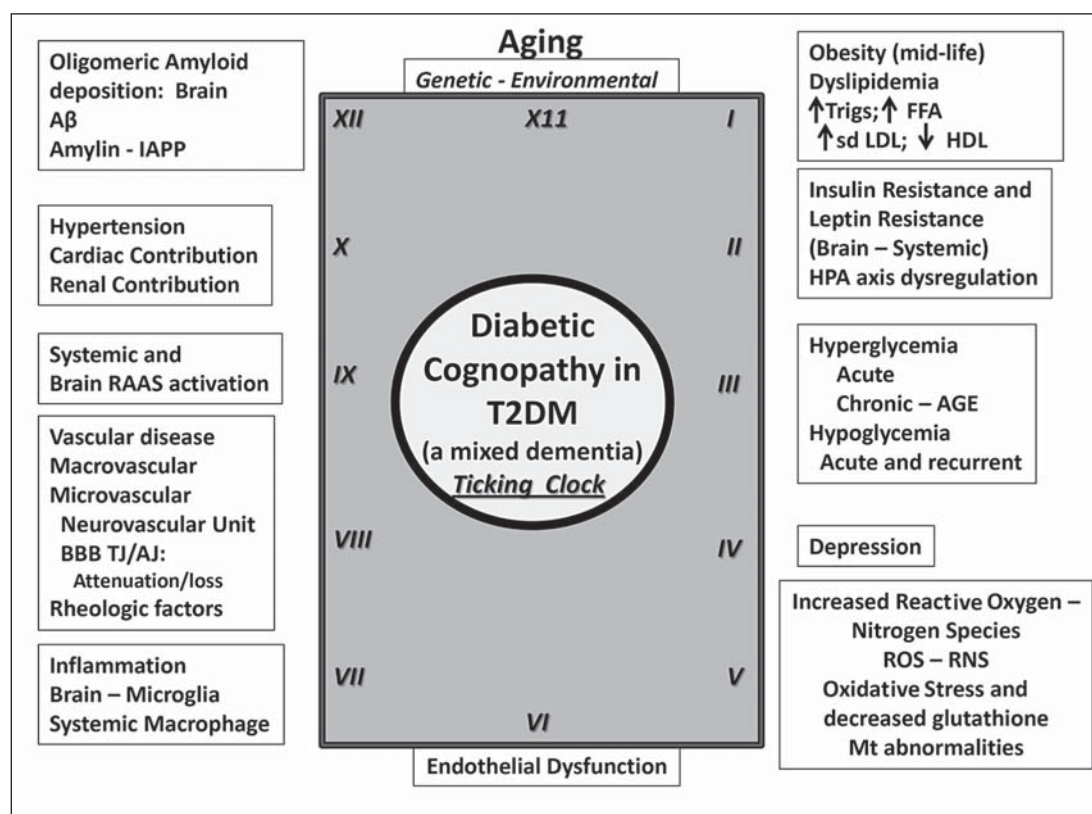 Aging
Genetic - Environmental
Oligomeric Amyloid
deposition:  Brain
Aβ
Amylin - IAPP
Hypertension
Cardiac Contribution
Renal Contribution
Systemic and
Brain RAAS activation
Vascular disease
Macrovascular
Microvascular
Neurovascular Unit
BBB TJ/AJ:
Attenuation/loss
Rheologic factors
Inflammation
Brain – Microglia
Systemic Macrophage
XII
X11
I
X
II
IX
III
VIII
IV
VII
V
VI
Diabetic
Cognopathy in
T2DM
(a mixed dementia)
Ticking Clock
Endothelial Dysfunction
Obesity (mid-life)
Dyslipidemia
↑Trigs;↑ FFA
↑sd LDL; ↓ HDL
Insulin Resistance and
Leptin Resistance
(Brain – Systemic)
HPA axis dysregulation
Hyperglycemia
Acute
Chronic – AGE
Hypoglycemia
Acute and recurrent
Depression
Increased Reactive Oxygen –
Nitrogen Species
ROS – RNS
Oxidative Stress and
decreased glutathione
Mt abnormalities